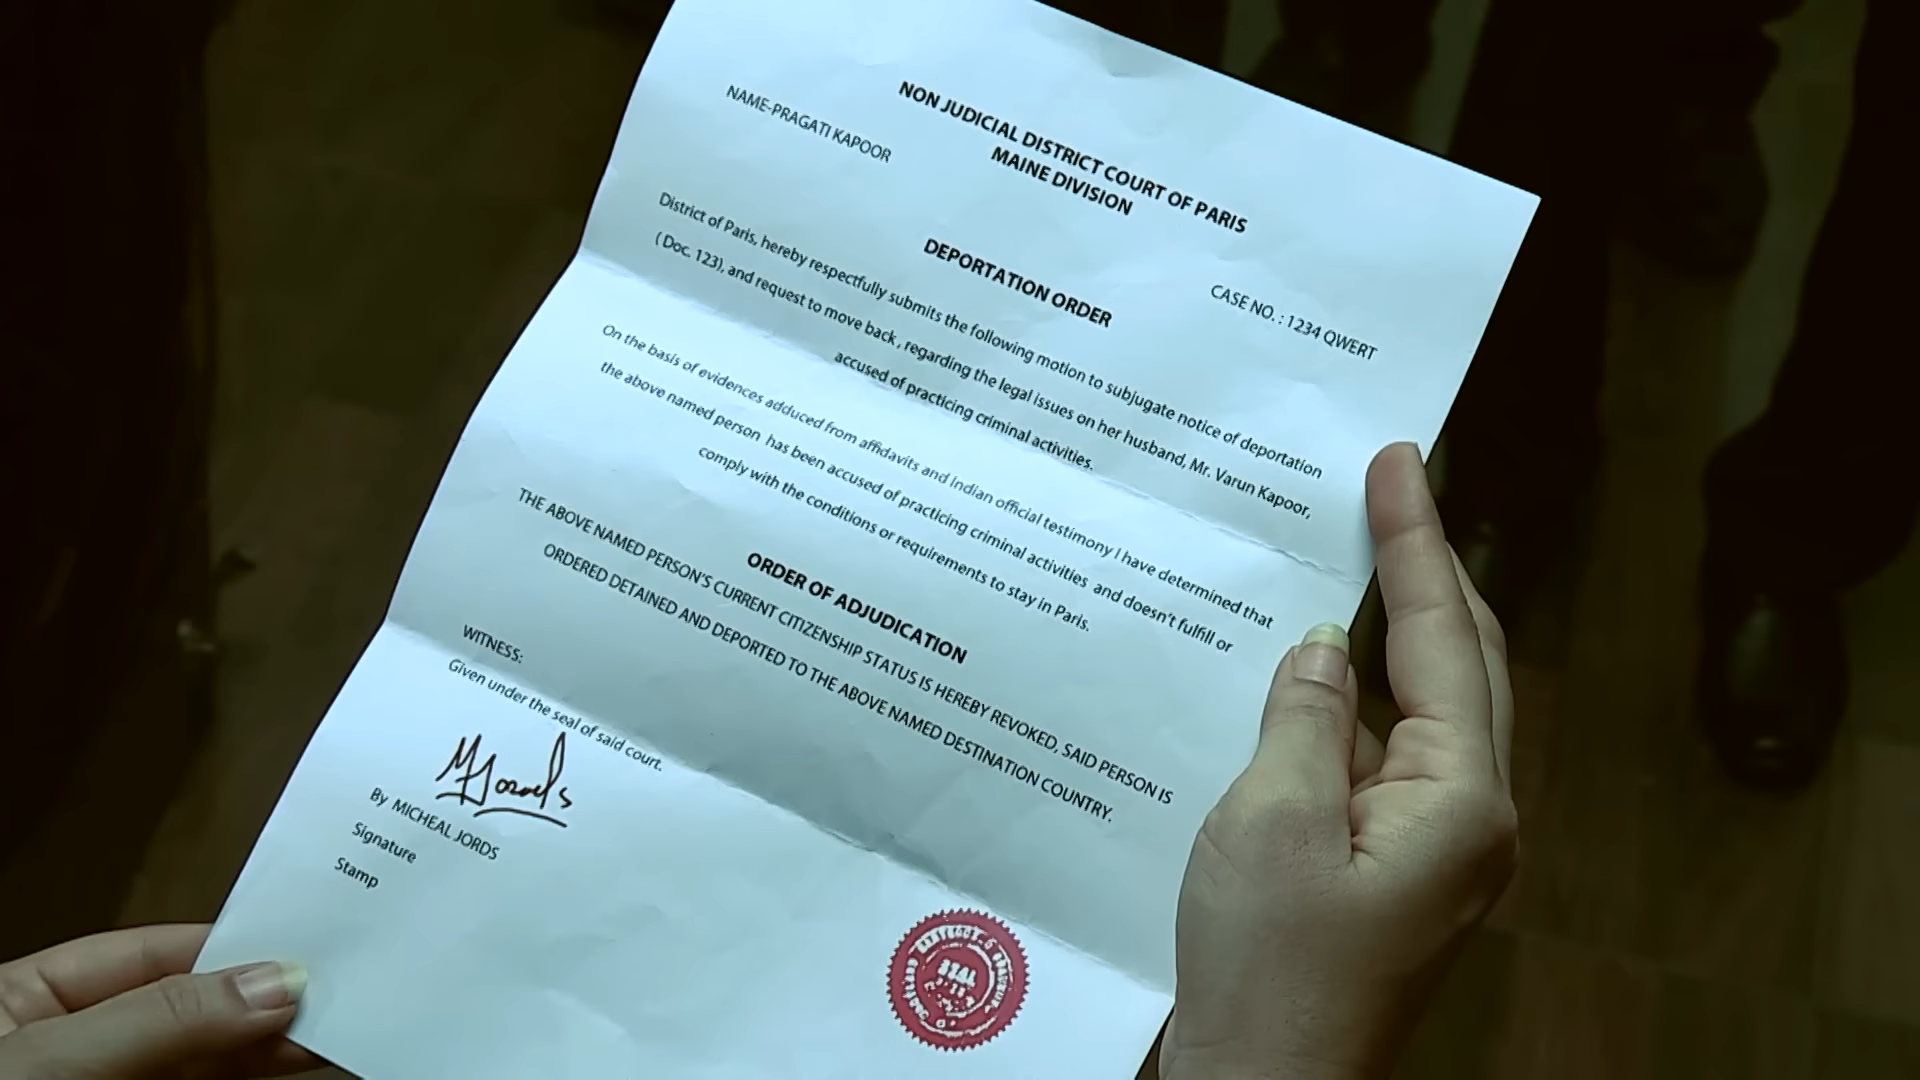 NON JUDICIAL DISTRICT COURT OF PARIS
MAINE DIVISION
NAME-PRAGATI KAPOOR
DEPORTATION ORDER
CASE NO. : 1234 QWERT
District of Paris, hereby respectfully submits the following motion to subjugate notice of deportation
( Doc. 123), and request to move back , regarding the legal issues on her husband, Mr. Varun Kapoor,
accused of practicing criminal activities.
On the basis of evidences adduced from affidavits and Indian official testimony I have determined that
the above named person has been accused of practicing criminal activities and doesn't fulfill or
comply with the conditions or requirements to stay in Paris.
ORDER OF ADJUDICATION
THE ABOVE NAMED PERSON'S CURRENT CITIZENSHIP STATUS IS HEREBY REVOKED, SAID PERSON IS
ORDERED DETAINED AND DEPORTED TO THE ABOVE NAMED DESTINATION COUNTRY.
WITNESS:
Given under the seal of said court.
By MICHEAL JORDS
Signature
Stamp
SEAL